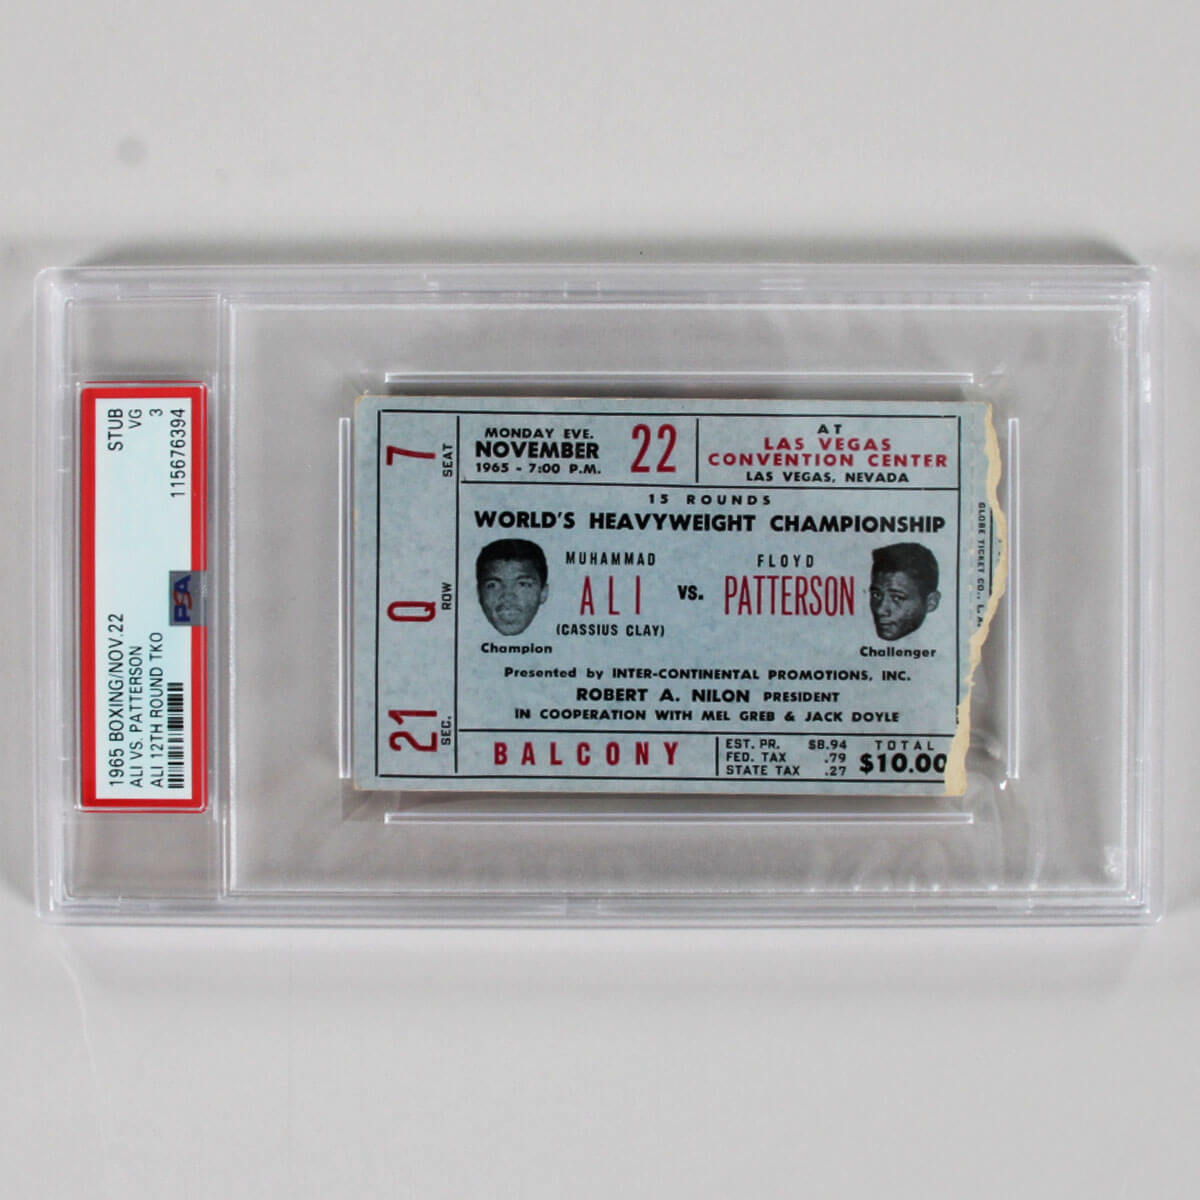 1965 BOXING/NOV.22
STUB
ALI VS. PATTERSON
VG
ALI 12TH ROUND TKO
3
115676394
PSA
7
SEAT
Q
ROW
21
SEC.
MONDAY EVE.
NOVEMBER
1965 - 7:00 P.M.
22
AT
LAS VEGAS
CONVENTION CENTER
LAS VEGAS, NEVADA
15 ROUNDS
WORLD'S HEAVYWEIGHT CHAMPIONSHIP
MUHAMMAD
ALI
(CASSIUS CLAY)
VS.
FLOYD
PATTERSON
Champion
Challenger
Presented by INTER-CONTINENTAL PROMOTIONS, INC.
ROBERT A. NILON PRESIDENT
IN COOPERATION WITH MEL GREB & JACK DOYLE
BALCONY
EST. PR. $8.94
FED. TAX .79
STATE TAX .27
TOTAL
$10.00
GLOBE TICKET CO., L.A.